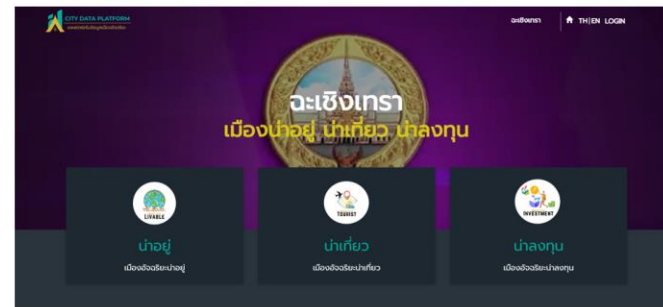 CITY DATA PLATFORM
ฉะเชิงเทรา
TH|EN LOGIN
ฉะเชิงเทรา
เมืองน่าอยู่ น่าเที่ยว น่าลงทุน
LIVABLE
TOURIST
INVESTMENT
น่าอยู่
น่าเที่ยว
น่าลงทุน
เมืองอัจฉริยะน่าอยู่
เมืองอัจฉริยะน่าเที่ยว
เมืองอัจฉริยะน่าลงทุน